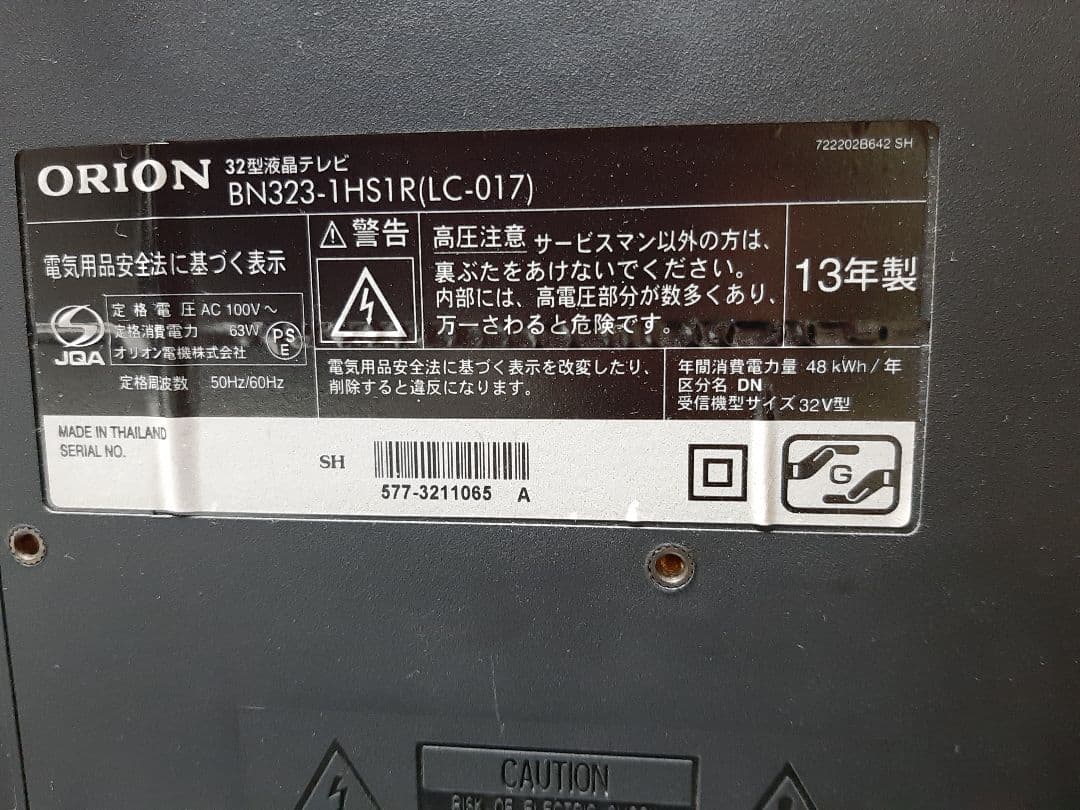 722202B642 SH
ORION
32型液晶テレビ
BN323-1HS1R(LC-017)
電気用品安全法に基づく表示
JQA
定格電圧 AC 100V～
定格消費電力 63W
オリオン電機株式会社
PS
E
定格周波数 50Hz/60Hz
警告
高圧注意 サービスマン以外の方は、
裏ぶたをあけないでください。
内部には、高電圧部分が数多くあり、
万一さわると危険です。
13年製
電気用品安全法に基づく表示を改変したり、
削除すると違反になります。
年間消費電力量 48 kWh/年
区分名 DN
受信機型サイズ 32V型
MADE IN THAILAND
SERIAL NO.
SH
577-3211065 A
G
CAUTION
RISK OF ELECTRIC SHOCK